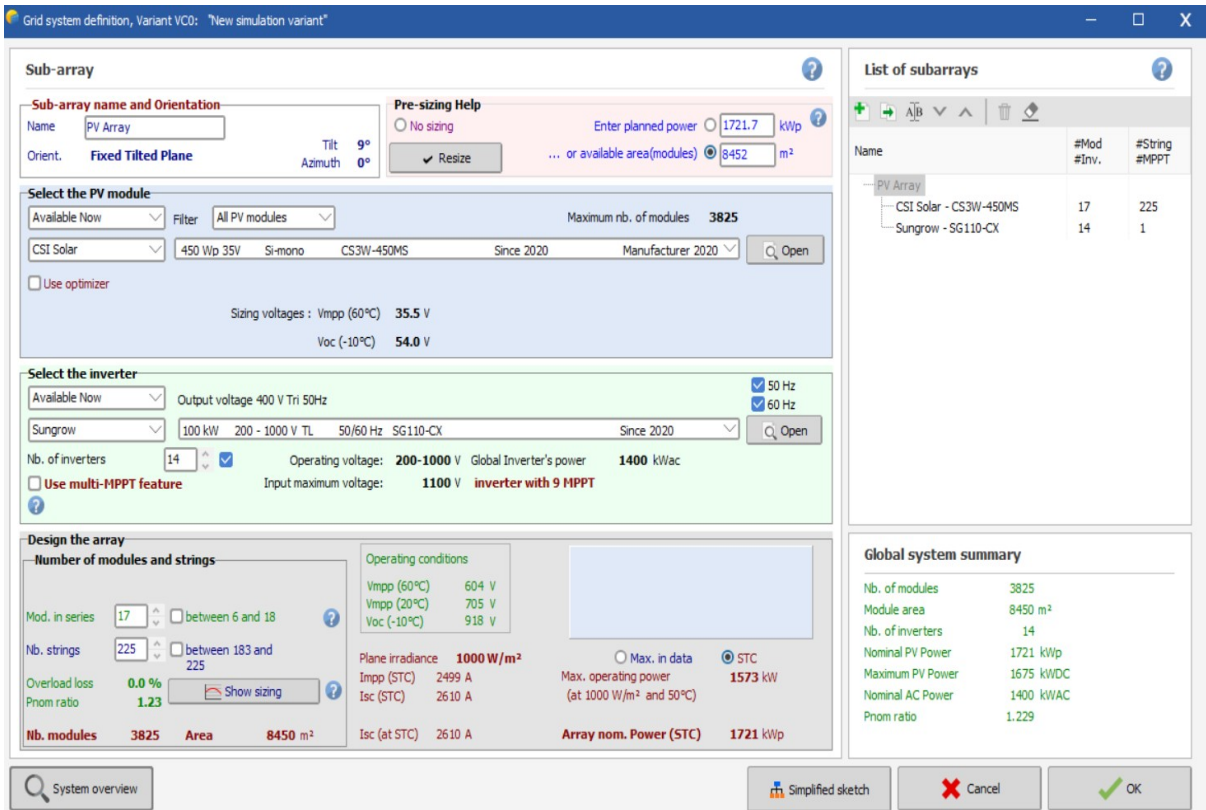 Grid system definition, Variant VC0: "New simulation variant"
Sub-array
Sub-array name and Orientation
Name PV Array
Orient. Fixed Tilted Plane
Tilt 9°
Azimuth 0°
Pre-sizing Help
No sizing
Enter planned power 1721.7 kWp
Resize
... or available area(modules) 8452 m²
Select the PV module
Available Now Filter All PV modules Maximum nb. of modules 3825
CSI Solar 450 Wp 35V Si-mono CS3W-450MS Since 2020 Manufacturer 2020 Open
Use optimizer
Sizing voltages : Vmpp (60°C) 35.5 V
Voc (-10°C) 54.0 V
Select the inverter
Available Now Output voltage 400 V Tri 50Hz
50 Hz
60 Hz
Sungrow 100 kW 200 - 1000 V TL 50/60 Hz SG110-CX Since 2020 Open
Nb. of inverters 14 Operating voltage: 200-1000 V Global Inverter's power 1400 kWac
Use multi-MPPT feature Input maximum voltage: 1100 V inverter with 9 MPPT
Design the array
Number of modules and strings
Mod. in series 17 between 6 and 18
Nb. strings 225 between 183 and
225
Overload loss 0.0 %
Pnom ratio 1.23
Show sizing
Nb. modules 3825 Area 8450 m²
Operating conditions
Vmpp (60°C) 604 V
Vmpp (20°C) 705 V
Voc (-10°C) 918 V
Plane irradiance 1000 W/m²
Impp (STC) 2499 A
Isc (STC) 2610 A
Isc (at STC) 2610 A
Max. in data STC
Max. operating power 1573 kW
(at 1000 W/m² and 50°C)
Array nom. Power (STC) 1721 kWp
List of subarrays
Name #Mod #String
#Inv. #MPPT
PV Array
CSI Solar - CS3W-450MS 17 225
Sungrow - SG110-CX 14 1
Global system summary
Nb. of modules 3825
Module area 8450 m²
Nb. of inverters 14
Nominal PV Power 1721 kWp
Maximum PV Power 1675 kWDC
Nominal AC Power 1400 kWAC
Pnom ratio 1.229
System overview Simplified sketch Cancel OK